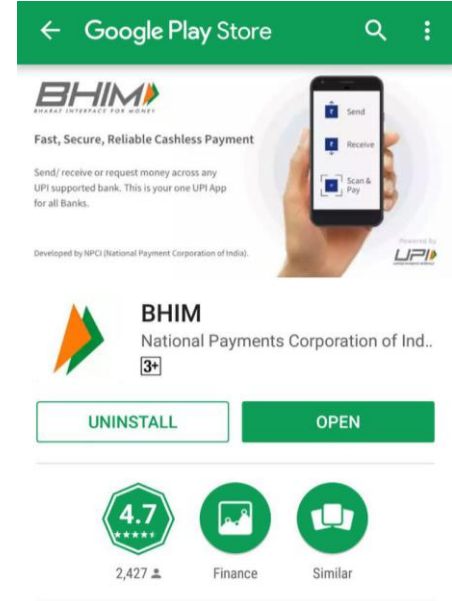 Google Play Store
BHIM
BHARAT INTERFACE FOR MONEY
Fast, Secure, Reliable Cashless Payment
Send/ receive or request money across any
UPI supported bank. This is your one UPI App
for all Banks.
Developed by NPCI (National Payment Corporation of India).
Send
Receive
Scan &
Pay
Powered by
UPI
BHIM
National Payments Corporation of Ind..
3+
UNINSTALL
OPEN
4.7
2,427
Finance
Similar